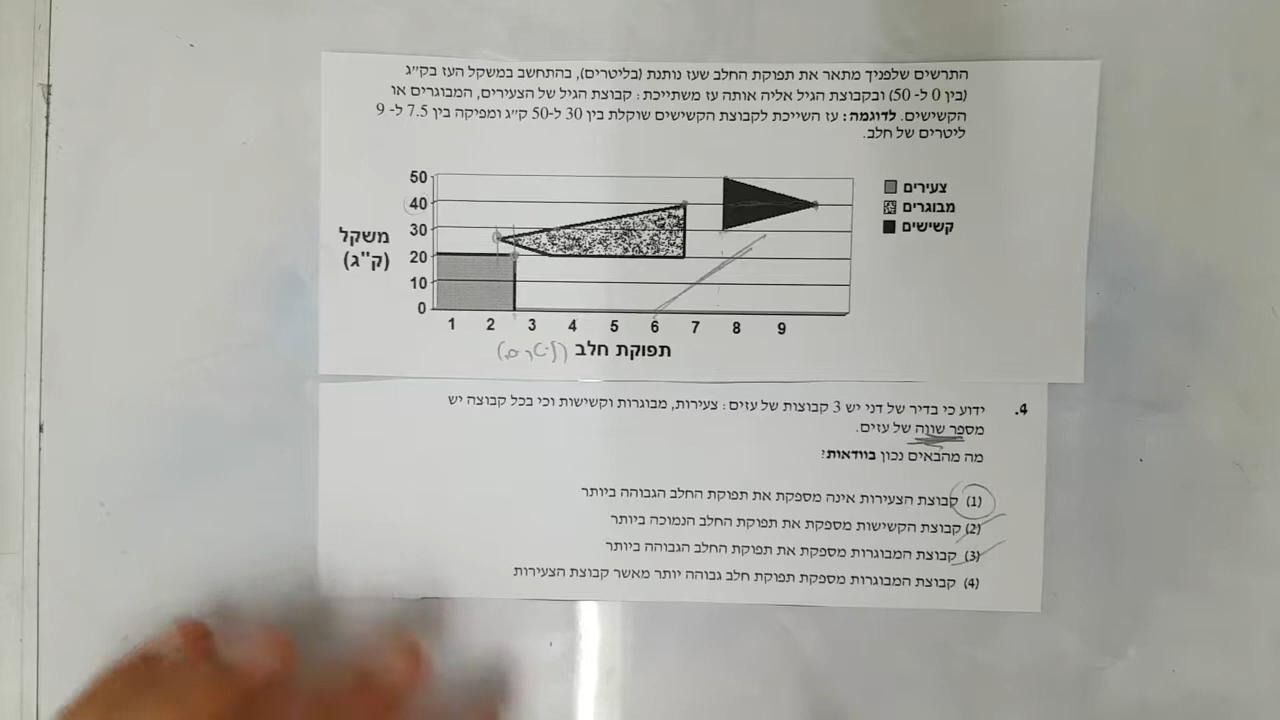 התרשים שלפניך מתאר את תפוקת החלב שעז נותנת (בליטרים), בהתחשב במשקל העז בק״ג
(בין 0 ל- 50) ובקבוצת הגיל אליה אותה עז משתייכת: קבוצת הגיל של הצעירים, המבוגרים או
הקשישים. לדוגמה: עז השייכת לקבוצת הקשישים שוקלת בין 30 ל-50 ק״ג ומפיקה בין 7.5 ל- 9
ליטרים של חלב.
צעירים
מבוגרים
קשישים
50
40
30
20
10
0
משקל
(ק"ג)
1 2 3 4 5 6 7 8 9
תפוקת חלב (ליטרים)
4. ידוע כי בדיר של דני יש 3 קבוצות של עזים: צעירות, מבוגרות וקשישות וכי בכל קבוצה יש
מספר שווה של עזים.
מה מהבאים נכון בוודאות?
(1) קבוצת הצעירות אינה מספקת את תפוקת החלב הגבוהה ביותר
(2) קבוצת הקשישות מספקת את תפוקת החלב הנמוכה ביותר
(3) קבוצת המבוגרות מספקת את תפוקת החלב הגבוהה ביותר
(4) קבוצת המבוגרות מספקת תפוקת חלב גבוהה יותר מאשר קבוצת הצעירות